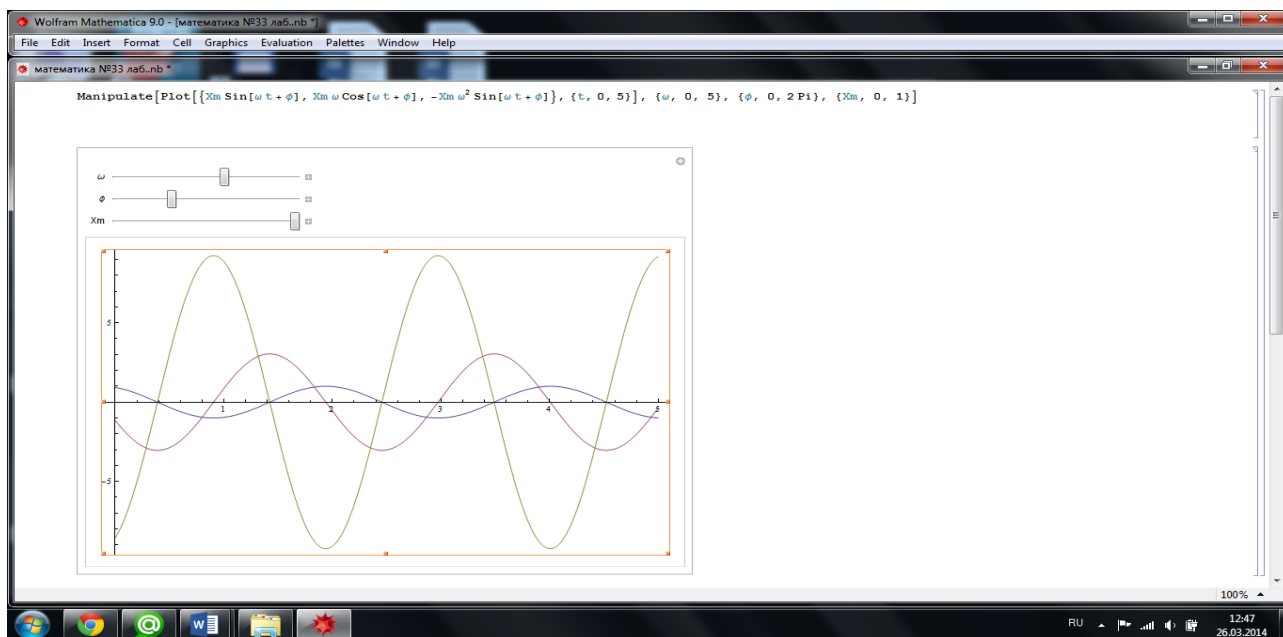 Wolfram Mathematica 9.0 - [математика №33 лаб..nb *]
File Edit Insert Format Cell Graphics Evaluation Palettes Window Help
математика №33 лаб..nb *
Manipulate[Plot[{Xm Sin[ω t + ϕ], Xm ω Cos[ω t + ϕ], -Xm ω² Sin[ω t + ϕ]}, {t, 0, 5}], {ω, 0, 5}, {ϕ, 0, 2 Pi}, {Xm, 0, 1}]
ω
ϕ
Xm
5
1 2 3 4 5
-5
100%
RU 12:47
26.03.2014